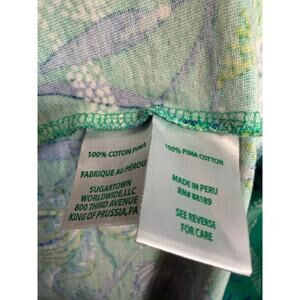 100% COTON PIMA
FABRIQUE AU PÉROU
SUGARTOWN
WORLDWIDE,LLC
800 THIRD AVENUE
KING OF PRUSSIA,PA
100% PIMA COTTON
MADE IN PERU
RN# 88189
SEE REVERSE
FOR CARE